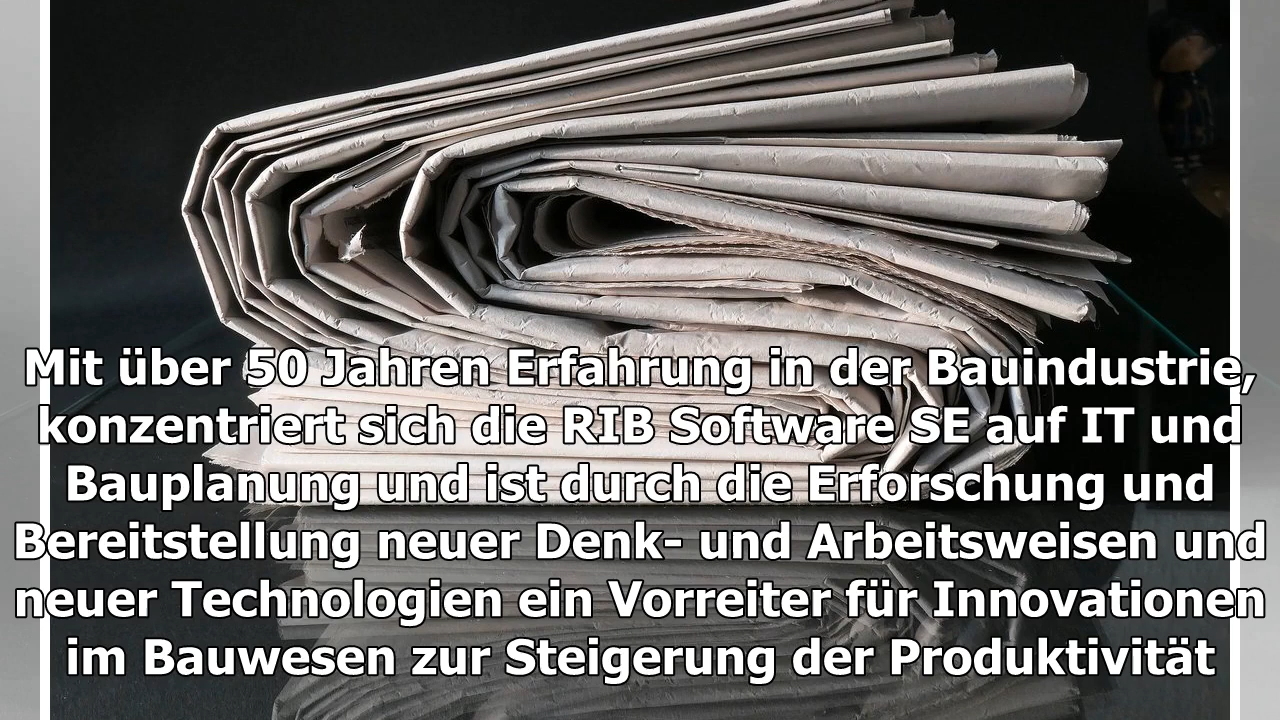 Mit über 50 Jahren Erfahrung in der Bauindustrie,
konzentriert sich die RIB Software SE auf IT und
Bauplanung und ist durch die Erforschung und
Bereitstellung neuer Denk- und Arbeitsweisen und
neuer Technologien ein Vorreiter für Innovationen
im Bauwesen zur Steigerung der Produktivität